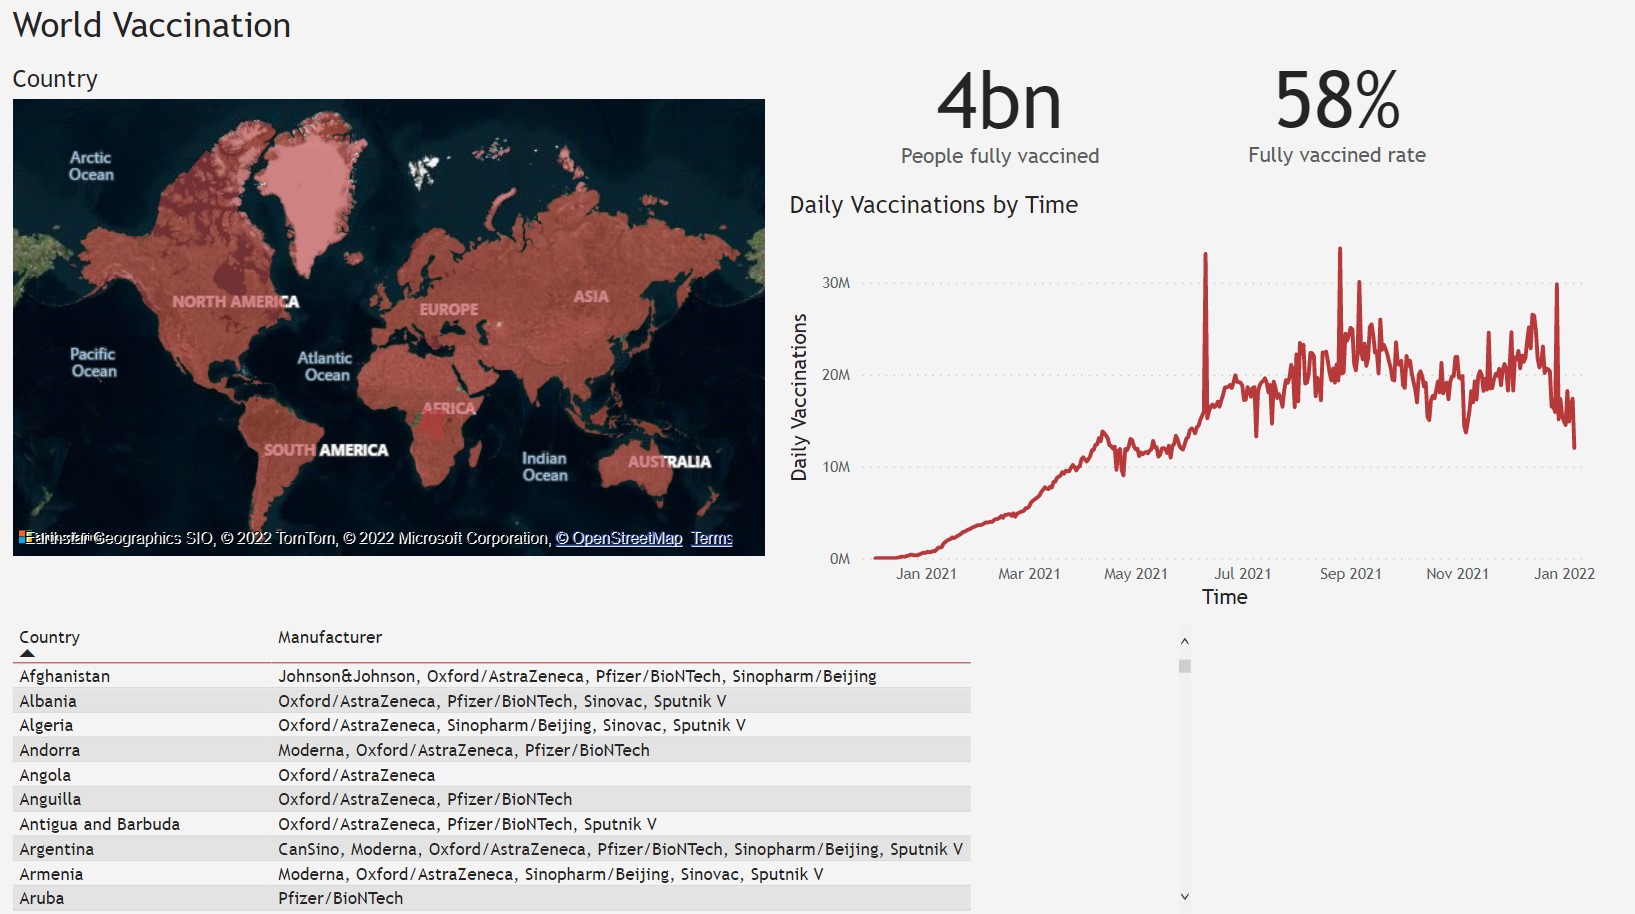 World Vaccination
Country
Arctic
Ocean
NORTH AMERICA
EUROPE
ASIA
Pacific
Ocean
Atlantic
Ocean
AFRICA
SOUTH AMERICA
Indian
Ocean
AUSTRALIA
Earthstar Geographics SIO, © 2022 TomTom, © 2022 Microsoft Corporation, © OpenStreetMap Terms
4bn
People fully vaccined
58%
Fully vaccined rate
Daily Vaccinations by Time
Daily Vaccinations
30M
20M
10M
0M
Jan 2021 Mar 2021 May 2021 Jul 2021 Sep 2021 Nov 2021 Jan 2022
Time
Country Manufacturer
Afghanistan Johnson&Johnson, Oxford/AstraZeneca, Pfizer/BioNTech, Sinopharm/Beijing
Albania Oxford/AstraZeneca, Pfizer/BioNTech, Sinovac, Sputnik V
Algeria Oxford/AstraZeneca, Sinopharm/Beijing, Sinovac, Sputnik V
Andorra Moderna, Oxford/AstraZeneca, Pfizer/BioNTech
Angola Oxford/AstraZeneca
Anguilla Oxford/AstraZeneca, Pfizer/BioNTech
Antigua and Barbuda Oxford/AstraZeneca, Pfizer/BioNTech, Sputnik V
Argentina CanSino, Moderna, Oxford/AstraZeneca, Pfizer/BioNTech, Sinopharm/Beijing, Sputnik V
Armenia Moderna, Oxford/AstraZeneca, Sinopharm/Beijing, Sinovac, Sputnik V
Aruba Pfizer/BioNTech